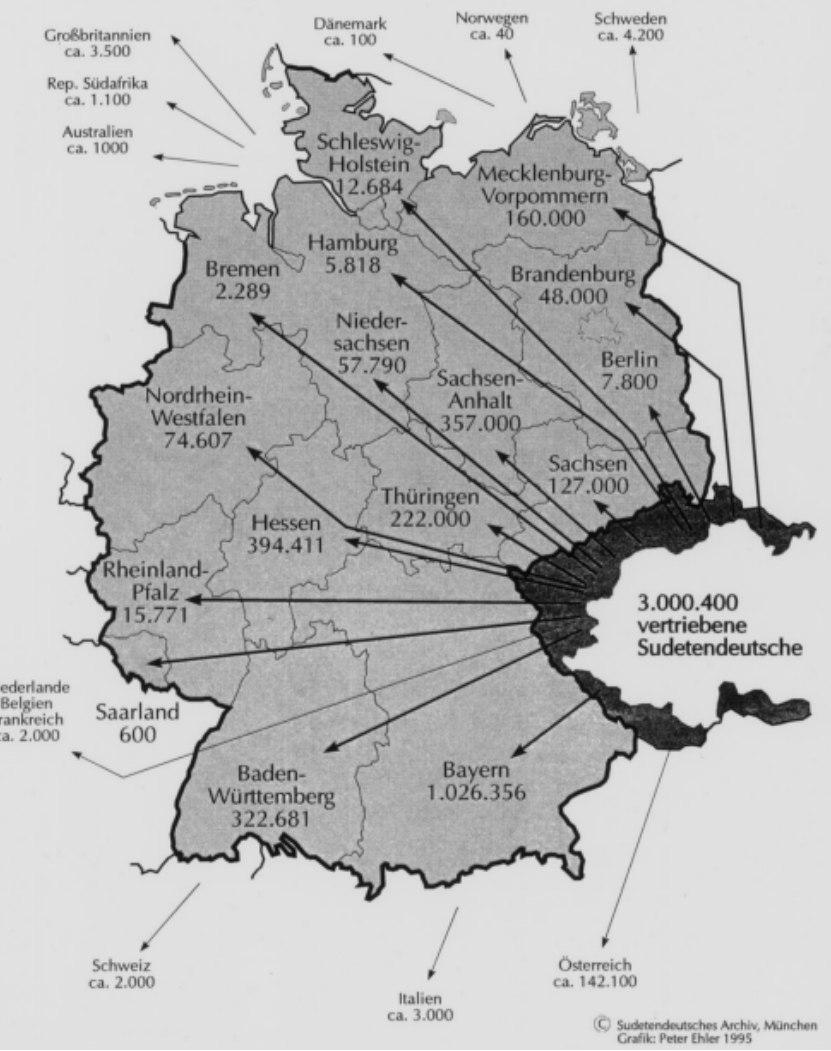 Großbritannien
ca. 3.500
Rep. Südafrika
ca. 1.100
Australien
ca. 1000
Dänemark
ca. 100
Norwegen
ca. 40
Schweden
ca. 4.200
Schleswig-
Holstein
12.684
Mecklenburg-
Vorpommern
160.000
Hamburg
5.818
Bremen
2.289
Brandenburg
48.000
Nieder-
sachsen
57.790
Berlin
7.800
Sachsen-
Anhalt
357.000
Nordrhein-
Westfalen
74.607
Sachsen
127.000
Thüringen
222.000
Hessen
394.411
Rheinland-
Pfalz
15.771
3.000.400
vertriebene
Sudetendeutsche
ederlande
Belgien
rankreich
ca. 2.000
Saarland
600
Baden-
Württemberg
322.681
Bayern
1.026.356
Schweiz
ca. 2.000
Italien
ca. 3.000
Österreich
ca. 142.100
© Sudetendeutsches Archiv, München
Grafik: Peter Ehler 1995